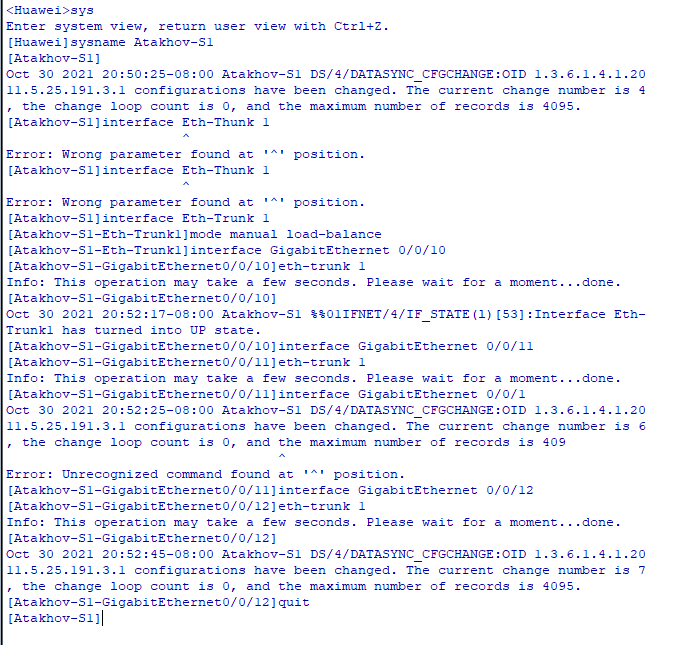 <Huawei>sys
Enter system view, return user view with Ctrl+Z.
[Huawei]sysname Atakhov-S1
[Atakhov-S1]
Oct 30 2021 20:50:25-08:00 Atakhov-S1 DS/4/DATASYNC_CFGCHANGE:OID 1.3.6.1.4.1.20
11.5.25.191.3.1 configurations have been changed. The current change number is 4
, the change loop count is 0, and the maximum number of records is 4095.
[Atakhov-S1]interface Eth-Thunk 1
^
Error: Wrong parameter found at '^' position.
[Atakhov-S1]interface Eth-Thunk 1
^
Error: Wrong parameter found at '^' position.
[Atakhov-S1]interface Eth-Trunk 1
[Atakhov-S1-Eth-Trunk1]mode manual load-balance
[Atakhov-S1-Eth-Trunk1]interface GigabitEthernet 0/0/10
[Atakhov-S1-GigabitEthernet0/0/10]eth-trunk 1
Info: This operation may take a few seconds. Please wait for a moment...done.
[Atakhov-S1-GigabitEthernet0/0/10]
Oct 30 2021 20:52:17-08:00 Atakhov-S1 %%01IFNET/4/IF_STATE(l)[53]:Interface Eth-
Trunk1 has turned into UP state.
[Atakhov-S1-GigabitEthernet0/0/10]interface GigabitEthernet 0/0/11
[Atakhov-S1-GigabitEthernet0/0/11]eth-trunk 1
Info: This operation may take a few seconds. Please wait for a moment...done.
[Atakhov-S1-GigabitEthernet0/0/11]interface GigabitEthernet 0/0/1
Oct 30 2021 20:52:25-08:00 Atakhov-S1 DS/4/DATASYNC_CFGCHANGE:OID 1.3.6.1.4.1.20
11.5.25.191.3.1 configurations have been changed. The current change number is 6
, the change loop count is 0, and the maximum number of records is 409
^
Error: Unrecognized command found at '^' position.
[Atakhov-S1-GigabitEthernet0/0/11]interface GigabitEthernet 0/0/12
[Atakhov-S1-GigabitEthernet0/0/12]eth-trunk 1
Info: This operation may take a few seconds. Please wait for a moment...done.
[Atakhov-S1-GigabitEthernet0/0/12]
Oct 30 2021 20:52:45-08:00 Atakhov-S1 DS/4/DATASYNC_CFGCHANGE:OID 1.3.6.1.4.1.20
11.5.25.191.3.1 configurations have been changed. The current change number is 7
, the change loop count is 0, and the maximum number of records is 4095.
[Atakhov-S1-GigabitEthernet0/0/12]quit
[Atakhov-S1]